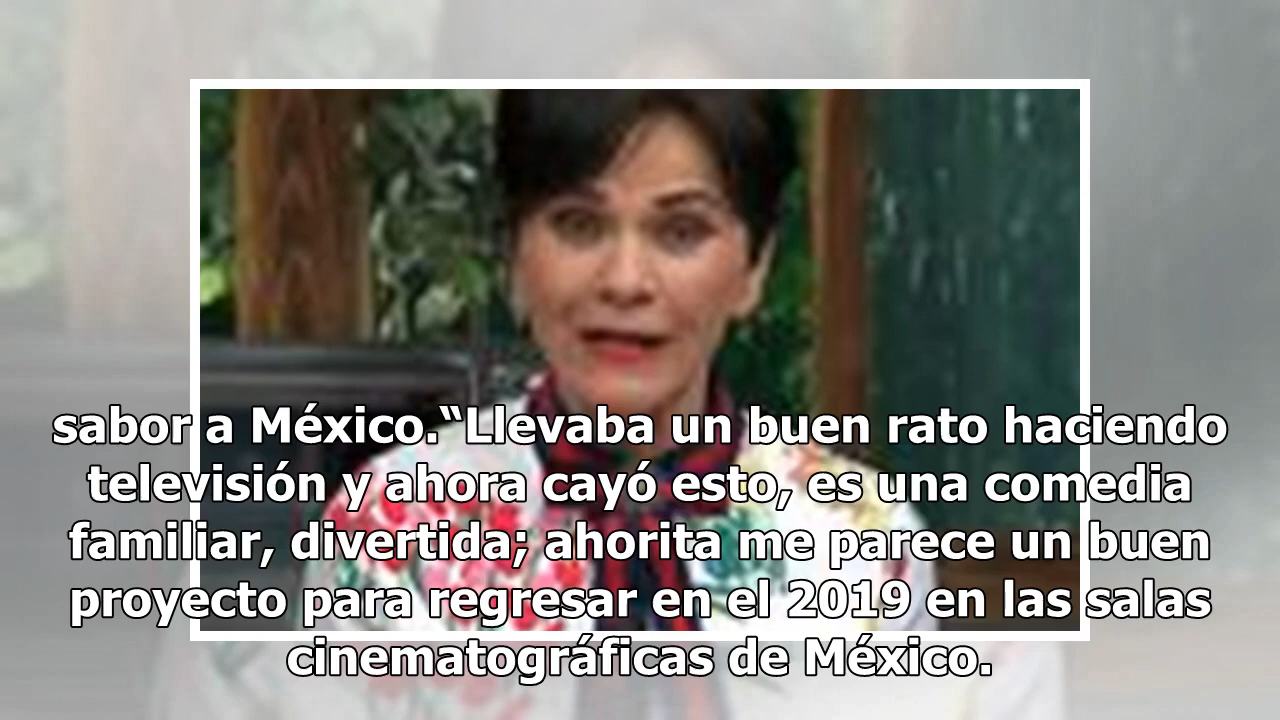 sabor a México.“Llevaba un buen rato haciendo
televisión y ahora cayó esto, es una comedia
familiar, divertida; ahorita me parece un buen
proyecto para regresar en el 2019 en las salas
cinematográficas de México.